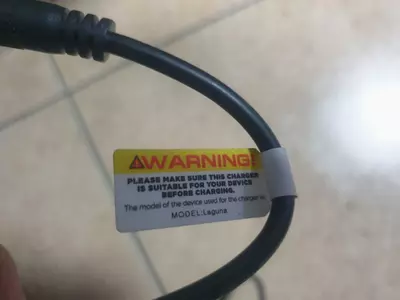 WARNING!
PLEASE MAKE SURE THIS CHARGER
IS SUITABLE FOR YOUR DEVICE
BEFORE CHARGING.
The model of the device used for the charger is:
MODEL:Laguna